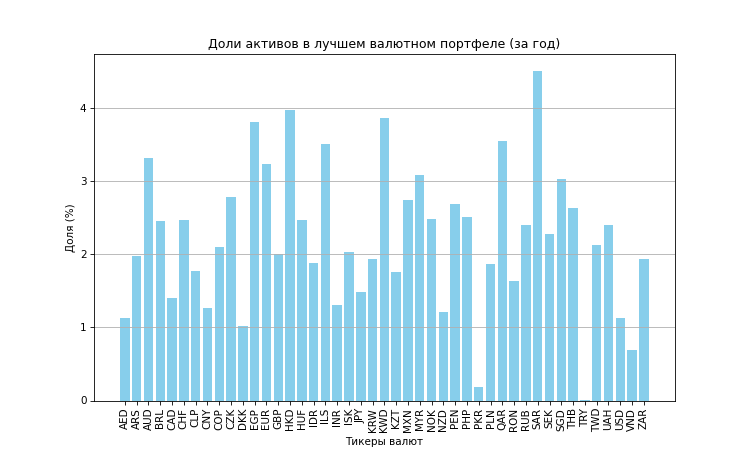 Доли активов в лучшем валютном портфеле (за год)
Доля (%)
4
3
2
1
0
AED ARS AUD BRL CAD CHF CLP CNY COP CZK DKK EGP EUR GBP HKD HUF IDR ILS INR ISK JPY KRW KWD KZT MXN MYR NOK NZD PEN PHP PKR PLN QAR RON RUB SAR SEK SGD THB TRY TWD UAH USD VND ZAR
Тикеры валют